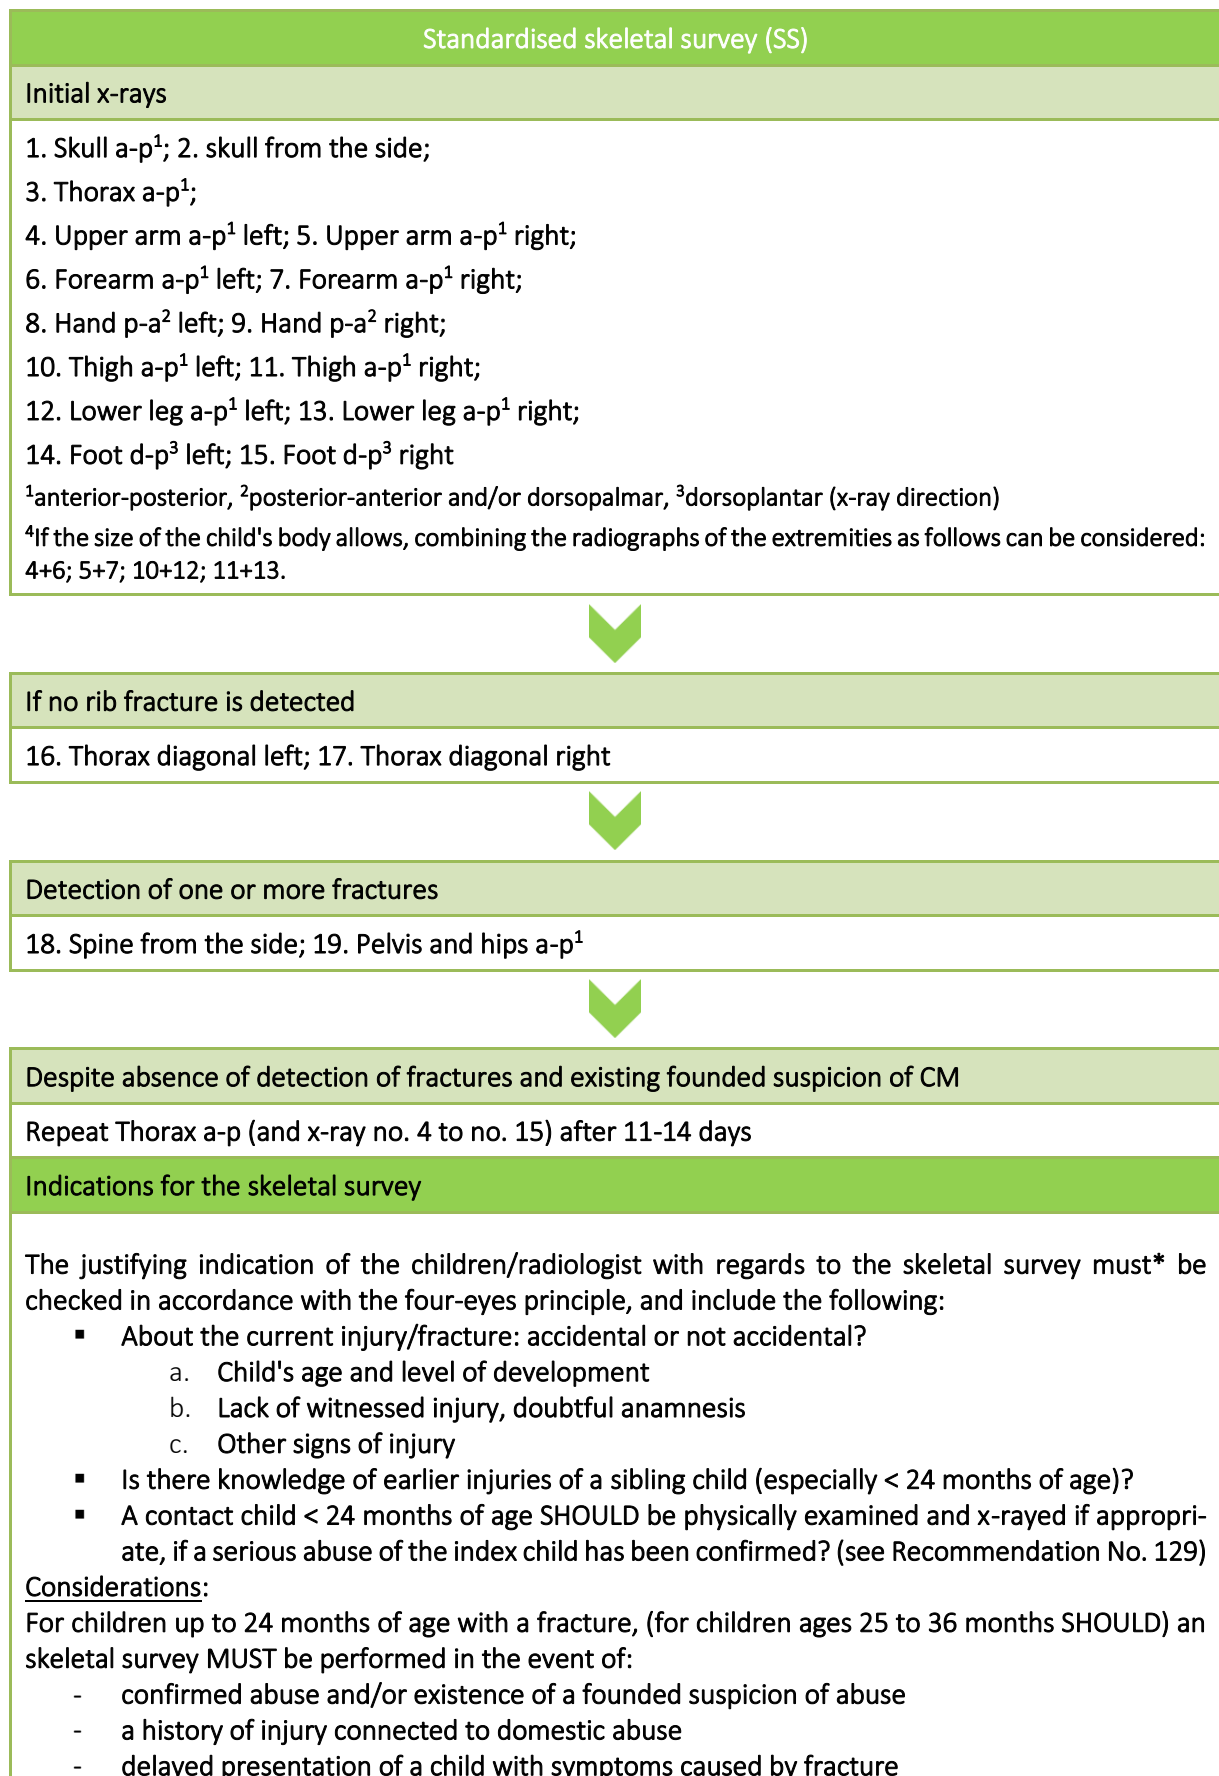 Standardised skeletal survey (SS)
Initial x-rays
1. Skull a-p¹; 2. skull from the side;
3. Thorax a-p¹;
4. Upper arm a-p¹ left; 5. Upper arm a-p¹ right;
6. Forearm a-p¹ left; 7. Forearm a-p¹ right;
8. Hand p-a² left; 9. Hand p-a² right;
10. Thigh a-p¹ left; 11. Thigh a-p¹ right;
12. Lower leg a-p¹ left; 13. Lower leg a-p¹ right;
14. Foot d-p³ left; 15. Foot d-p³ right
¹anterior-posterior, ²posterior-anterior and/or dorsopalmar, ³dorsoplantar (x-ray direction)
⁴If the size of the child's body allows, combining the radiographs of the extremities as follows can be considered:
4+6; 5+7; 10+12; 11+13.
If no rib fracture is detected
16. Thorax diagonal left; 17. Thorax diagonal right
Detection of one or more fractures
18. Spine from the side; 19. Pelvis and hips a-p¹
Despite absence of detection of fractures and existing founded suspicion of CM
Repeat Thorax a-p (and x-ray no. 4 to no. 15) after 11-14 days
Indications for the skeletal survey
The justifying indication of the children/radiologist with regards to the skeletal survey must* be
checked in accordance with the four-eyes principle, and include the following:
▪ About the current injury/fracture: accidental or not accidental?
a. Child's age and level of development
b. Lack of witnessed injury, doubtful anamnesis
c. Other signs of injury
▪ Is there knowledge of earlier injuries of a sibling child (especially < 24 months of age)?
▪ A contact child < 24 months of age SHOULD be physically examined and x-rayed if appropri-
ate, if a serious abuse of the index child has been confirmed? (see Recommendation No. 129)
Considerations:
For children up to 24 months of age with a fracture, (for children ages 25 to 36 months SHOULD) an
skeletal survey MUST be performed in the event of:
- confirmed abuse and/or existence of a founded suspicion of abuse
- a history of injury connected to domestic abuse
- delayed presentation of a child with symptoms caused by fracture